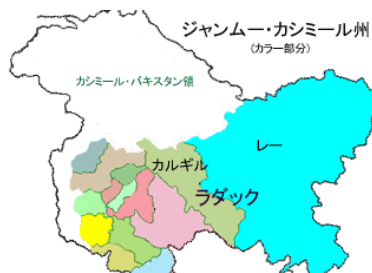 ジャンムー・カシミール州
(カラー部分)
カシミール・パキスタン領
カルギル
レー
ラダック